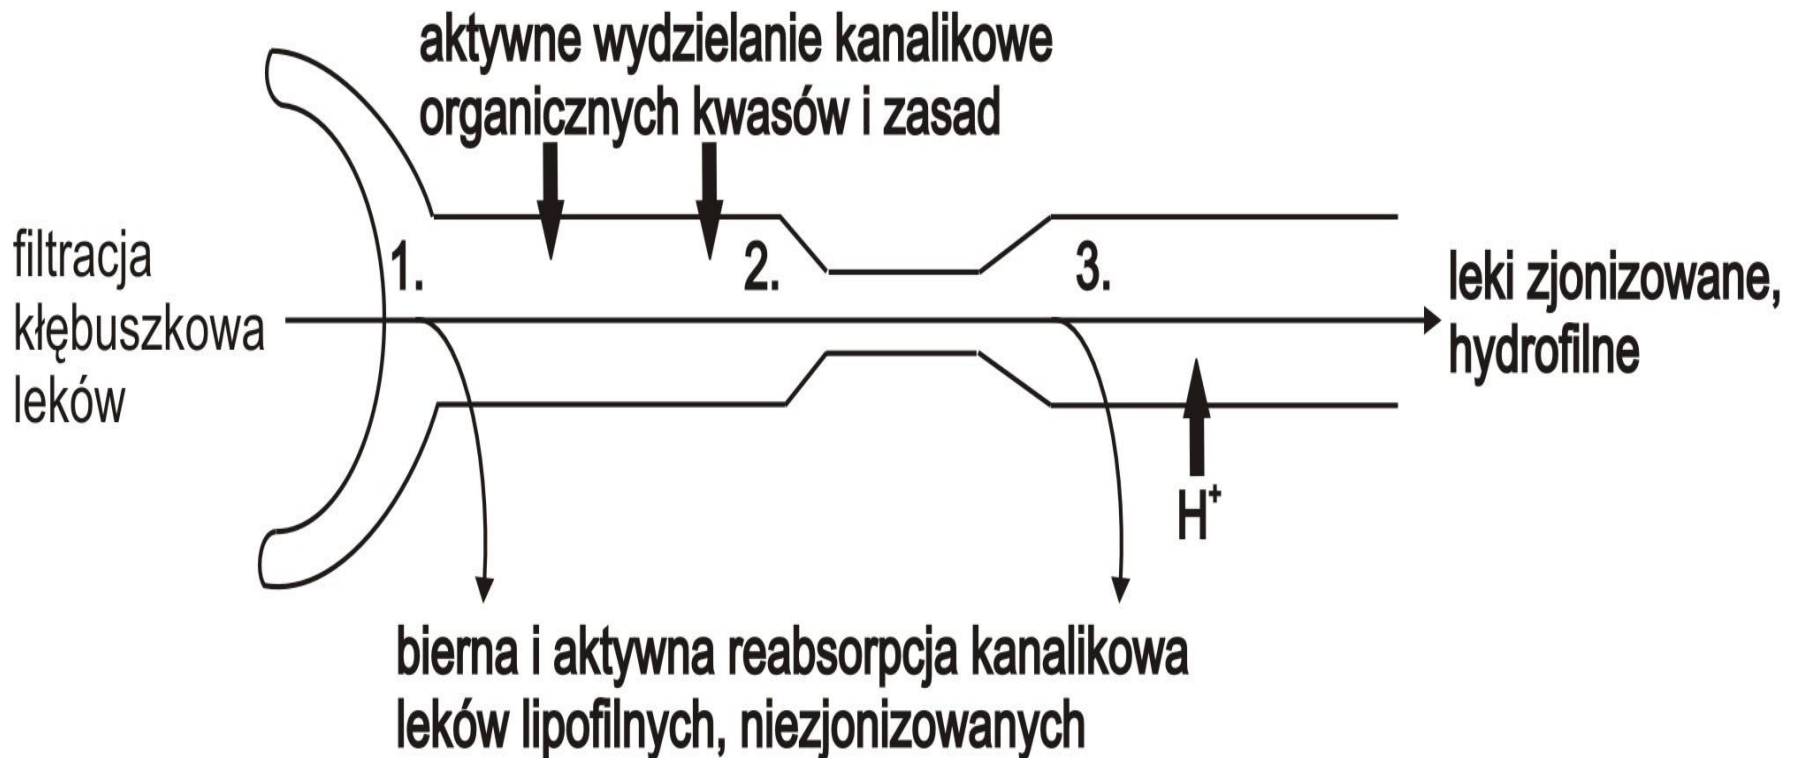 aktywne wydzielanie kanalikowe
organicznych kwasów i zasad
filtracja
kłębuszkowa
leków
1.
2.
3.
leki zjonizowane,
hydrofilne
H⁺
bierna i aktywna reabsorpcja kanalikowa
leków lipofilnych, niezjonizowanych